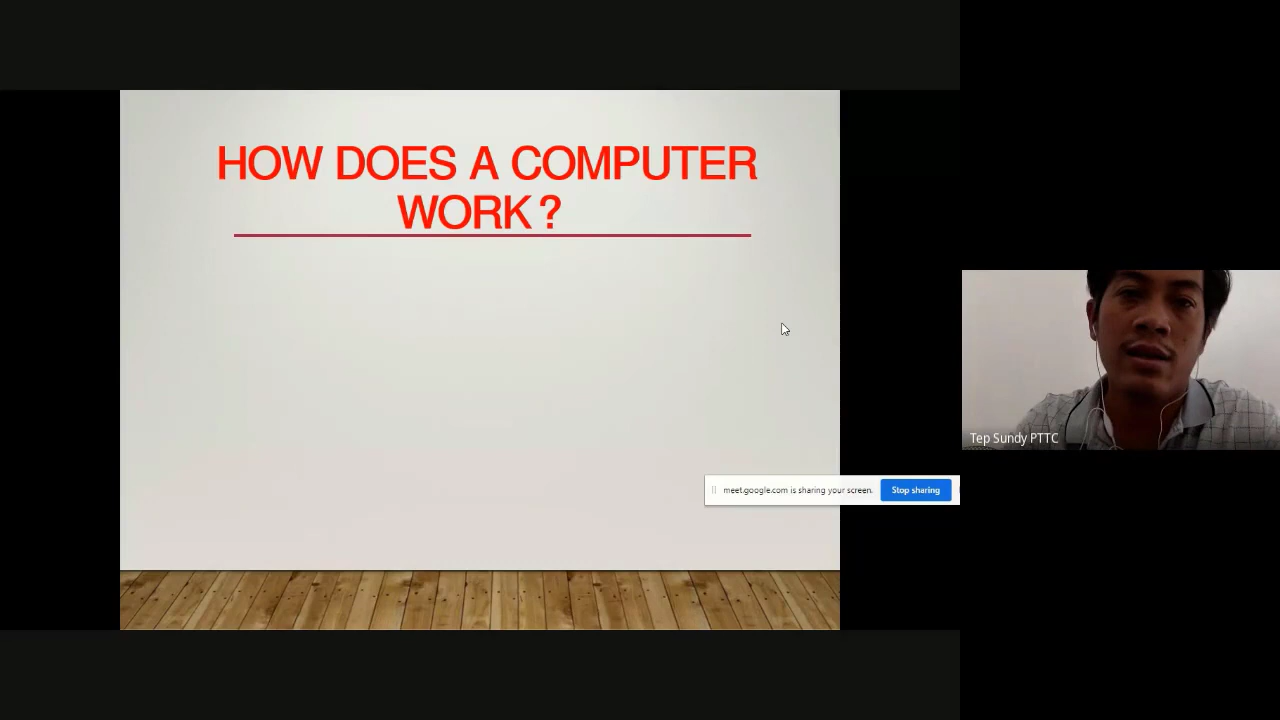 HOW DOES A COMPUTER
WORK ?
meet.google.com is sharing your screen.
Stop sharing
Tep Sundy PTTC